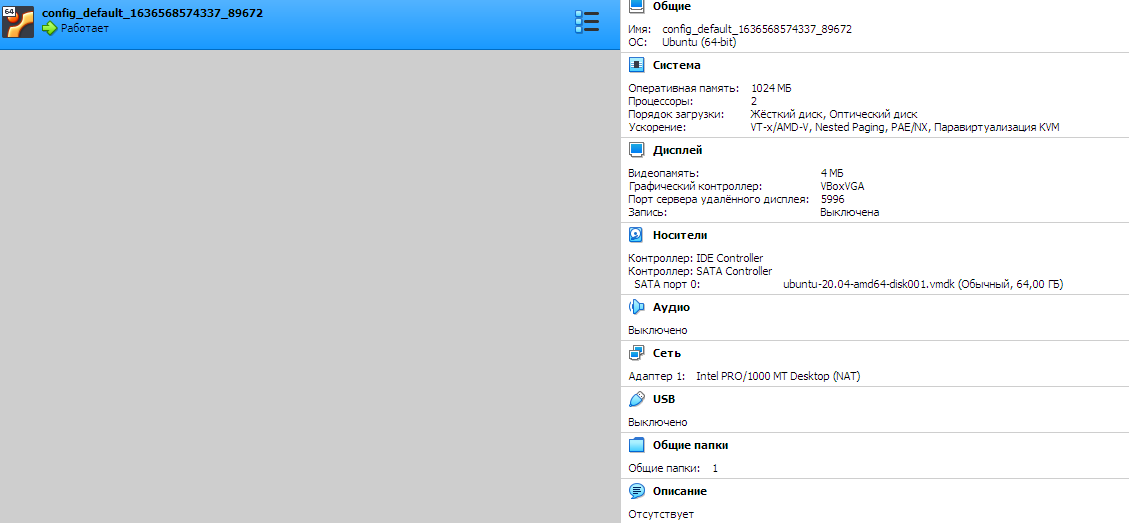 64
config_default_1636568574337_89672
Работает
Общие
Имя: config_default_1636568574337_89672
ОС: Ubuntu (64-bit)
Система
Оперативная память: 1024 МБ
Процессоры: 2
Порядок загрузки: Жёсткий диск, Оптический диск
Ускорение: VT-x/AMD-V, Nested Paging, PAE/NX, Паравиртуализация KVM
Дисплей
Видеопамять: 4 МБ
Графический контроллер: VBoxVGA
Порт сервера удалённого дисплея: 5996
Запись: Выключена
Носители
Контроллер: IDE Controller
Контроллер: SATA Controller
SATA порт 0: ubuntu-20.04-amd64-disk001.vmdk (Обычный, 64,00 ГБ)
Аудио
Выключено
Сеть
Адаптер 1: Intel PRO/1000 MT Desktop (NAT)
USB
Выключено
Общие папки
Общие папки: 1
Описание
Отсутствует